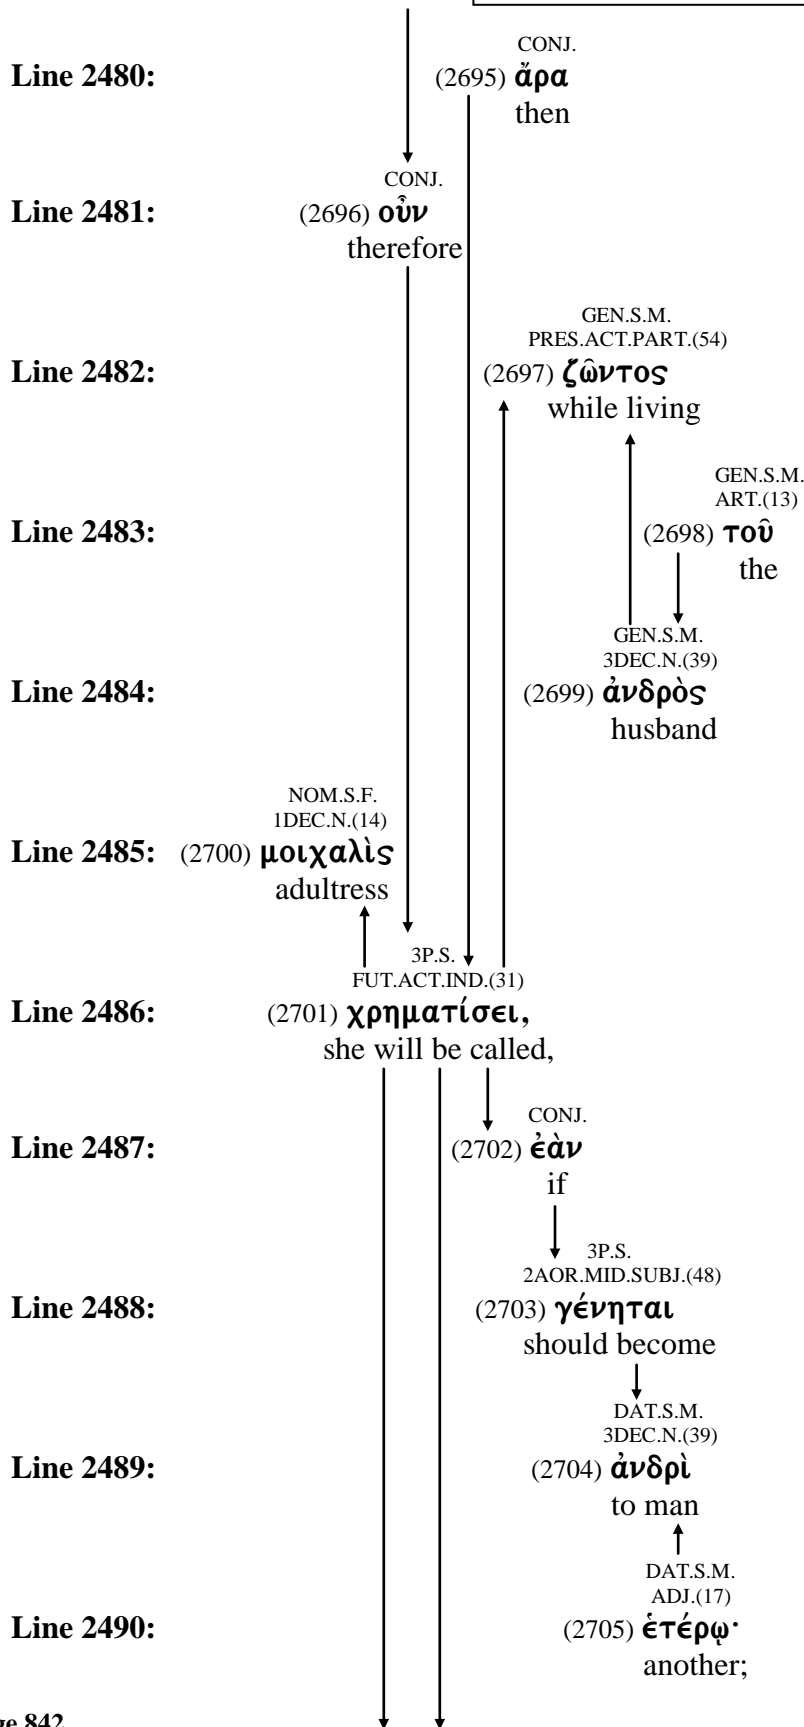 CONJ.
Line 2480: (2695) ἄρα
then
CONJ.
Line 2481: (2696) οὖν
therefore
GEN.S.M.
PRES.ACT.PART.(54)
Line 2482: (2697) ζῶντος
while living
GEN.S.M.
ART.(13)
Line 2483: (2698) τοῦ
the
GEN.S.M.
3DEC.N.(39)
Line 2484: (2699) ἀνδρὸς
husband
NOM.S.F.
1DEC.N.(14)
Line 2485: (2700) μοιχαλὶς
adultress
3P.S.
FUT.ACT.IND.(31)
Line 2486: (2701) χρηματίσει,
she will be called,
CONJ.
Line 2487: (2702) ἐὰν
if
3P.S.
2AOR.MID.SUBJ.(48)
Line 2488: (2703) γένηται
should become
DAT.S.M.
3DEC.N.(39)
Line 2489: (2704) ἀνδρὶ
to man
DAT.S.M.
ADJ.(17)
Line 2490: (2705) ἑτέρῳ·
another;
ge 842